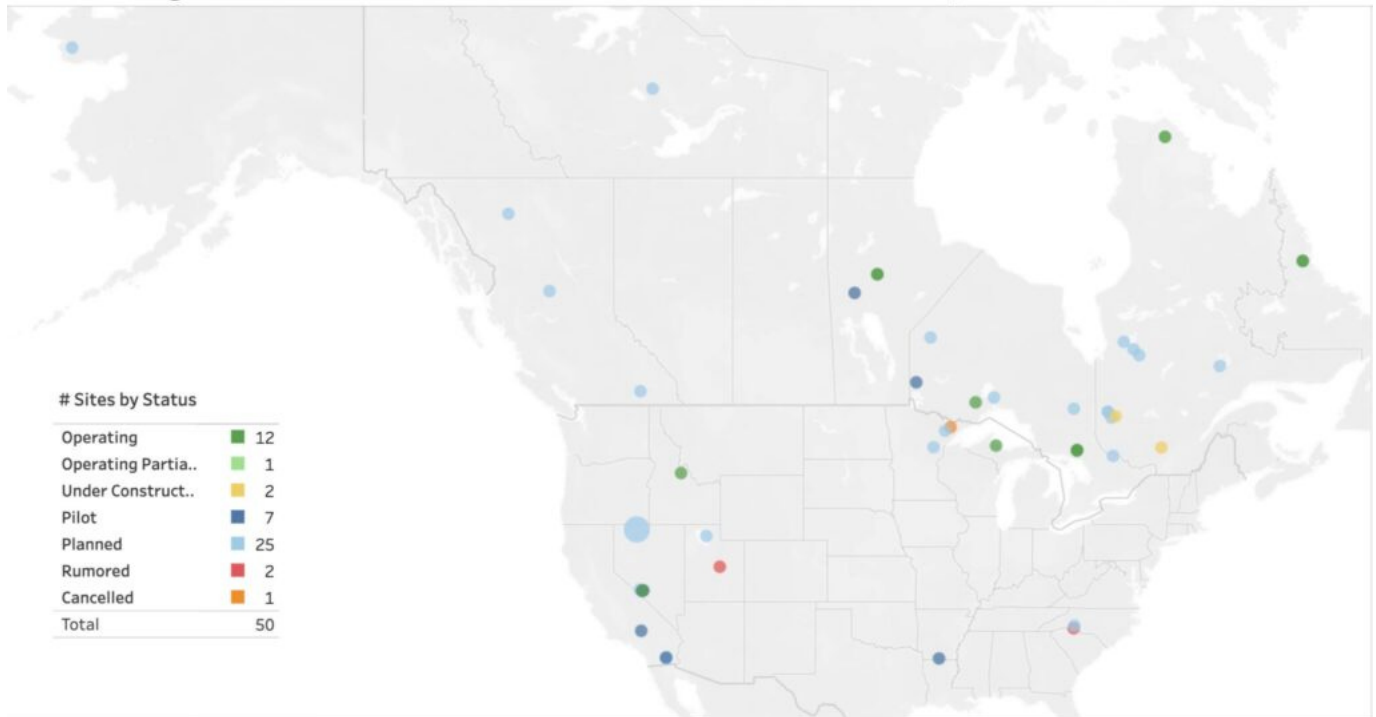 # Sites by Status
Operating 12
Operating Partia.. 1
Under Construct.. 2
Pilot 7
Planned 25
Rumored 2
Cancelled 1
Total 50